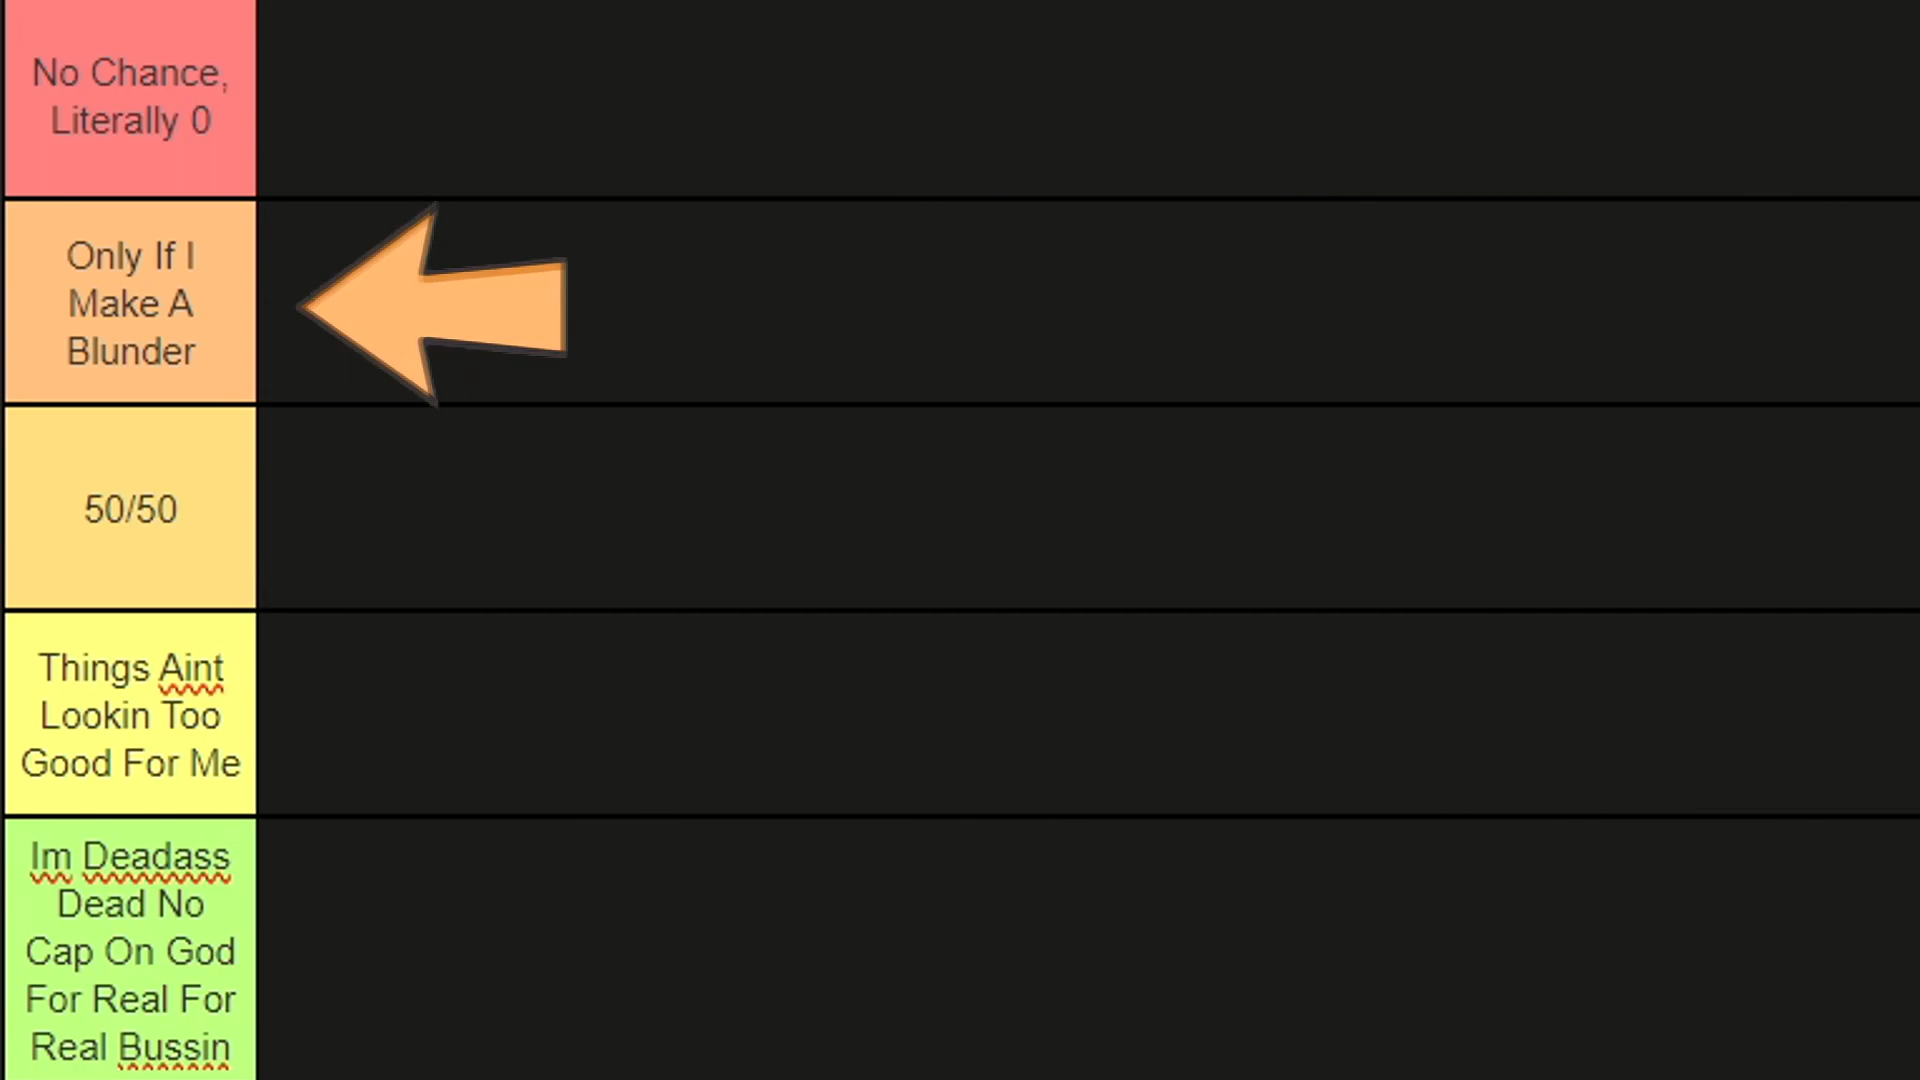 No Chance,
Literally 0
Only If I
Make A
Blunder
50/50
Things Aint
Lookin Too
Good For Me
Im Deadass
Dead No
Cap On God
For Real For
Real Bussin